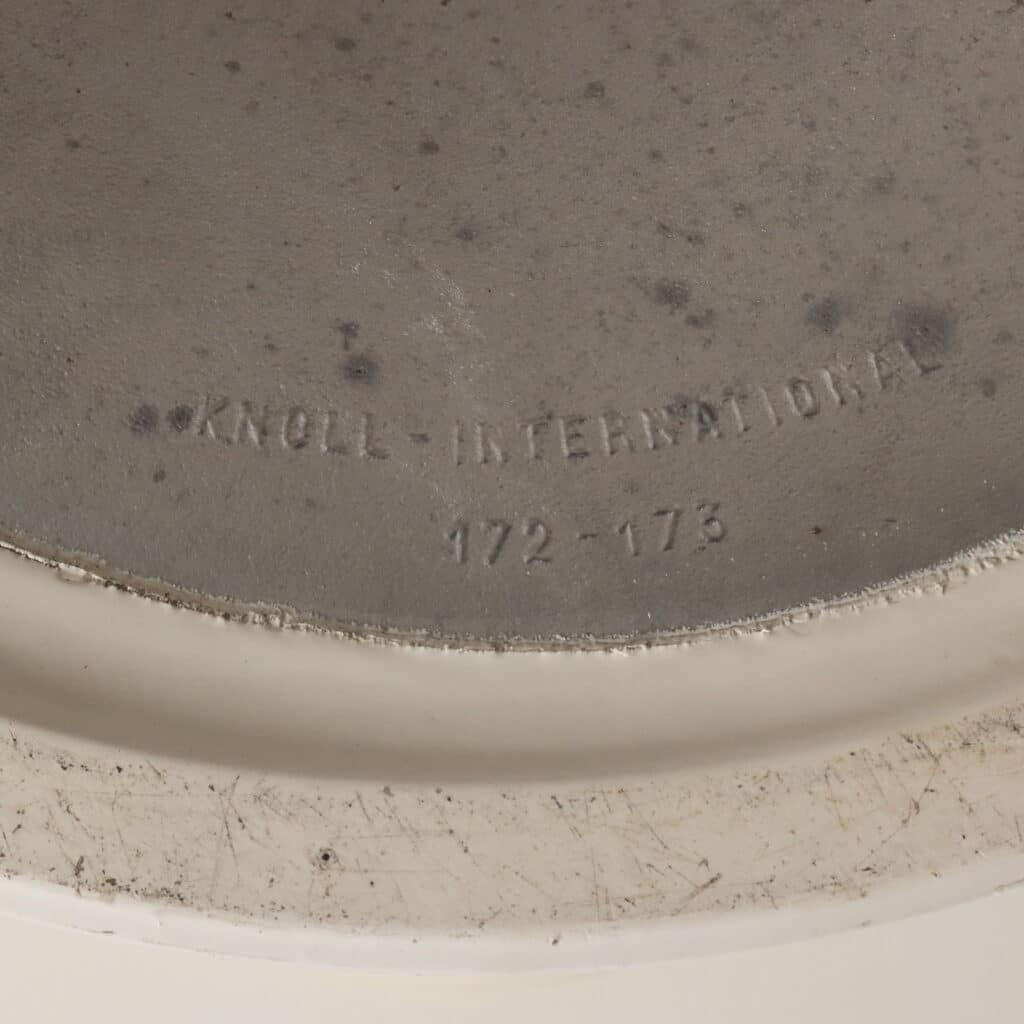 KNOLL - INTERNATIONAL
172 - 173